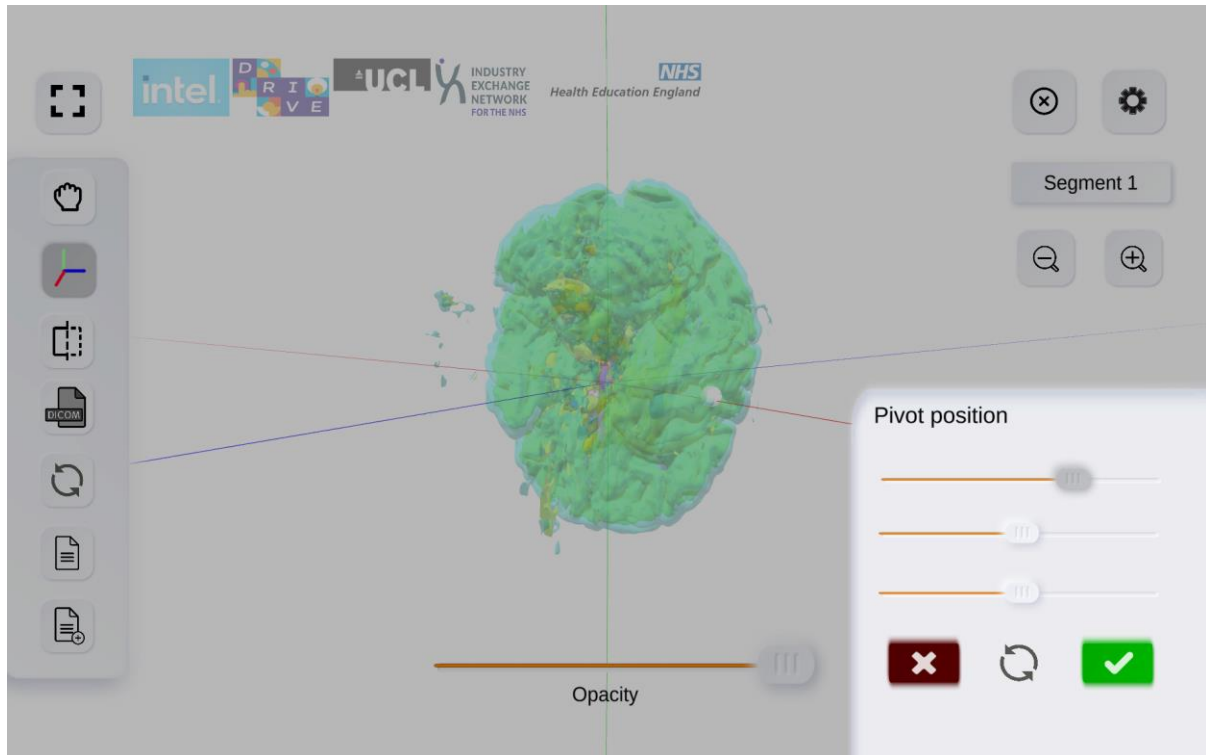 intel.
D
R I
V E
UCL
INDUSTRY
EXCHANGE
NETWORK
FOR THE NHS
NHS
Health Education England
Segment 1
DICOM
Pivot position
Opacity